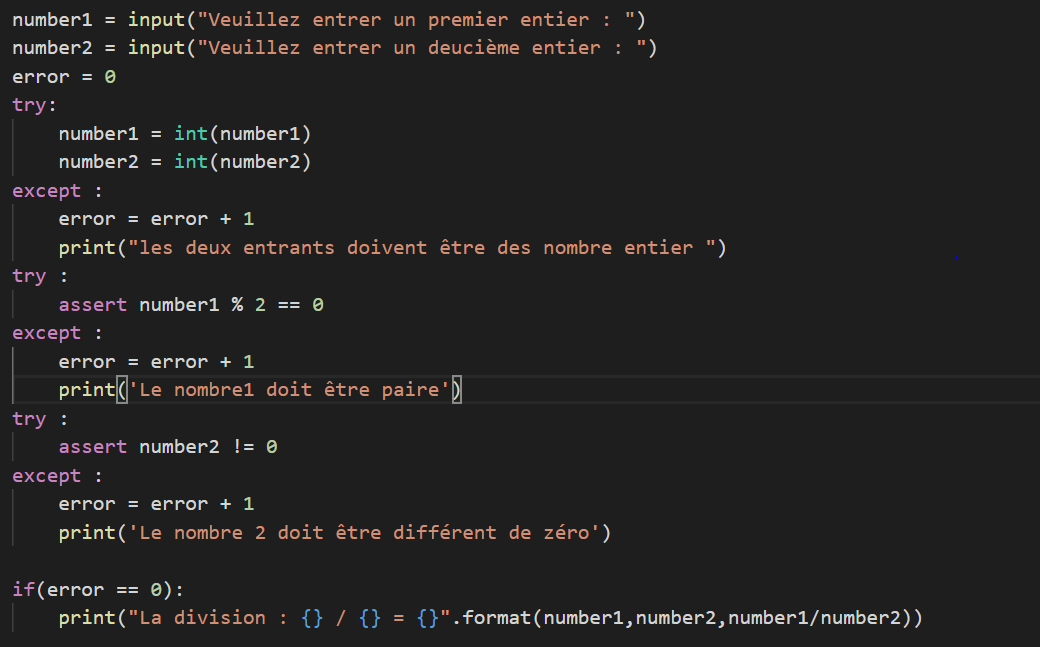 number1 = input("Veuillez entrer un premier entier : ")
number2 = input("Veuillez entrer un deucième entier : ")
error = 0
try:
    number1 = int(number1)
    number2 = int(number2)
except :
    error = error + 1
    print("les deux entrants doivent être des nombre entier ")
try :
    assert number1 % 2 == 0
except :
    error = error + 1
    print('Le nombre1 doit être paire')
try :
    assert number2 != 0
except :
    error = error + 1
    print('Le nombre 2 doit être différent de zéro')
if(error == 0):
    print("La division : {} / {} = {}".format(number1,number2,number1/number2))